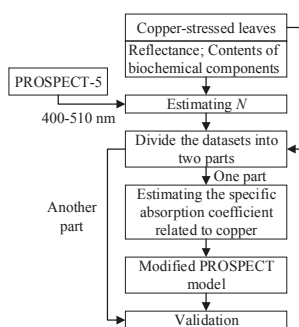 Copper-stressed leaves
Reflectance; Contents of
biochemical components
PROSPECT-5
400-510 nm
Estimating N
Divide the datasets into
two parts
One part
Another
part
Estimating the specific
absorption coefficient
related to copper
Modified PROSPECT
model
Validation